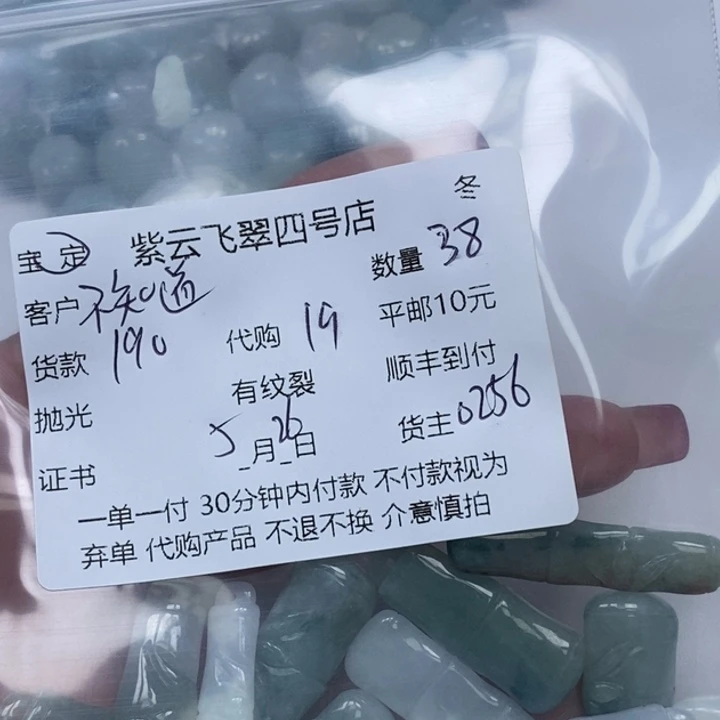 冬
宝 定 紫云飞翠四号店
客户 不知道 数量 38
货款 190 代购 19 平邮10元
抛光 有纹裂 顺丰到付
证书 5月26日 货主 0256
一单一付 30分钟内付款 不付款视为
弃单 代购产品 不退不换 介意慎拍